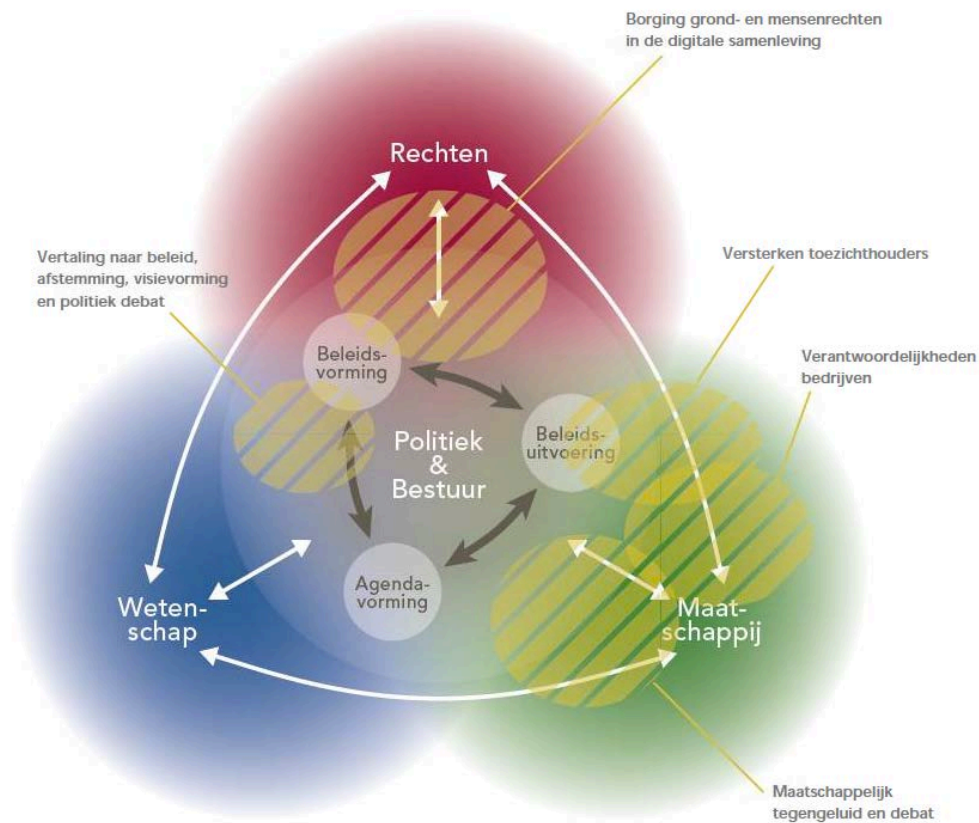 Borging grond- en mensenrechten
in de digitale samenleving
Rechten
Vertaling naar beleid,
afstemming, visievorming
en politiek debat
Versterken toezichthouders
Beleids-
vorming
Verantwoordelijkheden
bedrijven
Politiek
&
Bestuur
Beleids-
uitvoering
Agenda-
vorming
Weten-
schap
Maat-
schappij
Maatschappelijk
tegengeluid en debat